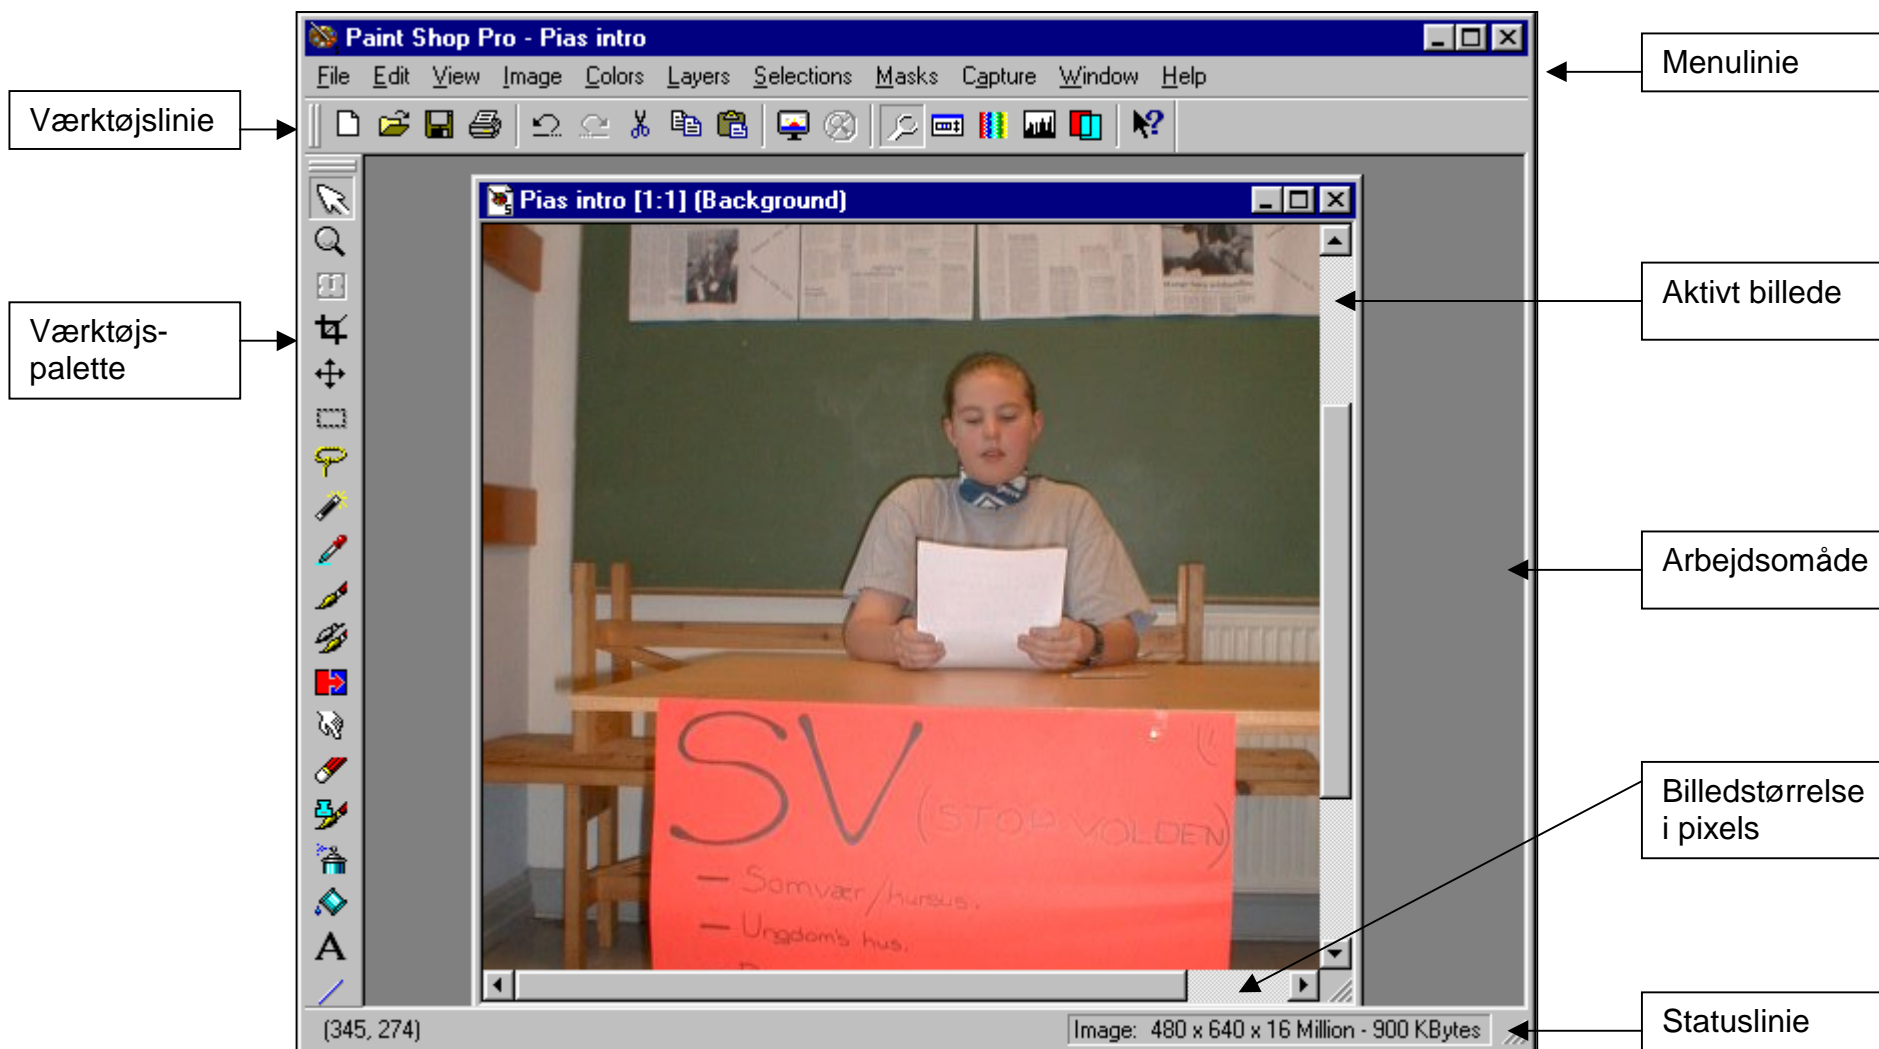 Paint Shop Pro - Pias intro
File Edit View Image Colors Layers Selections Masks Capture Window Help
Menulinie
Værktøjslinie
Pias intro [1:1] (Background)
Aktivt billede
Værktøjs-
palette
Arbejdsområde
SV (STOP VOLDEN)
Billedstørrelse
i pixels
— Somvær/kursus.
— Ungdom's hus.
A
(345, 274)
Image: 480 x 640 x 16 Million - 900 KBytes
Statuslinie